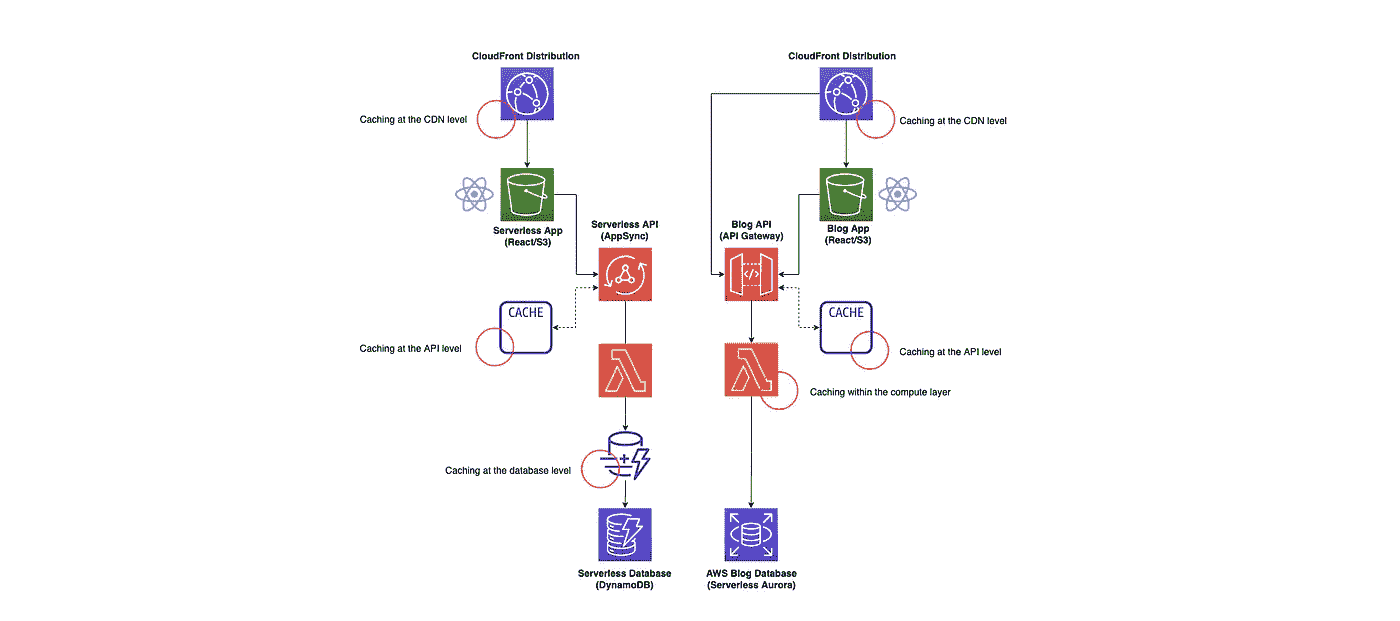 CloudFront Distribution
CloudFront Distribution
Caching at the CDN level
Caching at the CDN level
Serverless App
(React/S3)
Serverless API
(AppSync)
Blog API
(API Gateway)
Blog App
(React/S3)
CACHE
CACHE
Caching at the API level
Caching at the API level
Caching within the compute layer
Caching at the database level
Serverless Database
(DynamoDB)
AWS Blog Database
(Serverless Aurora)